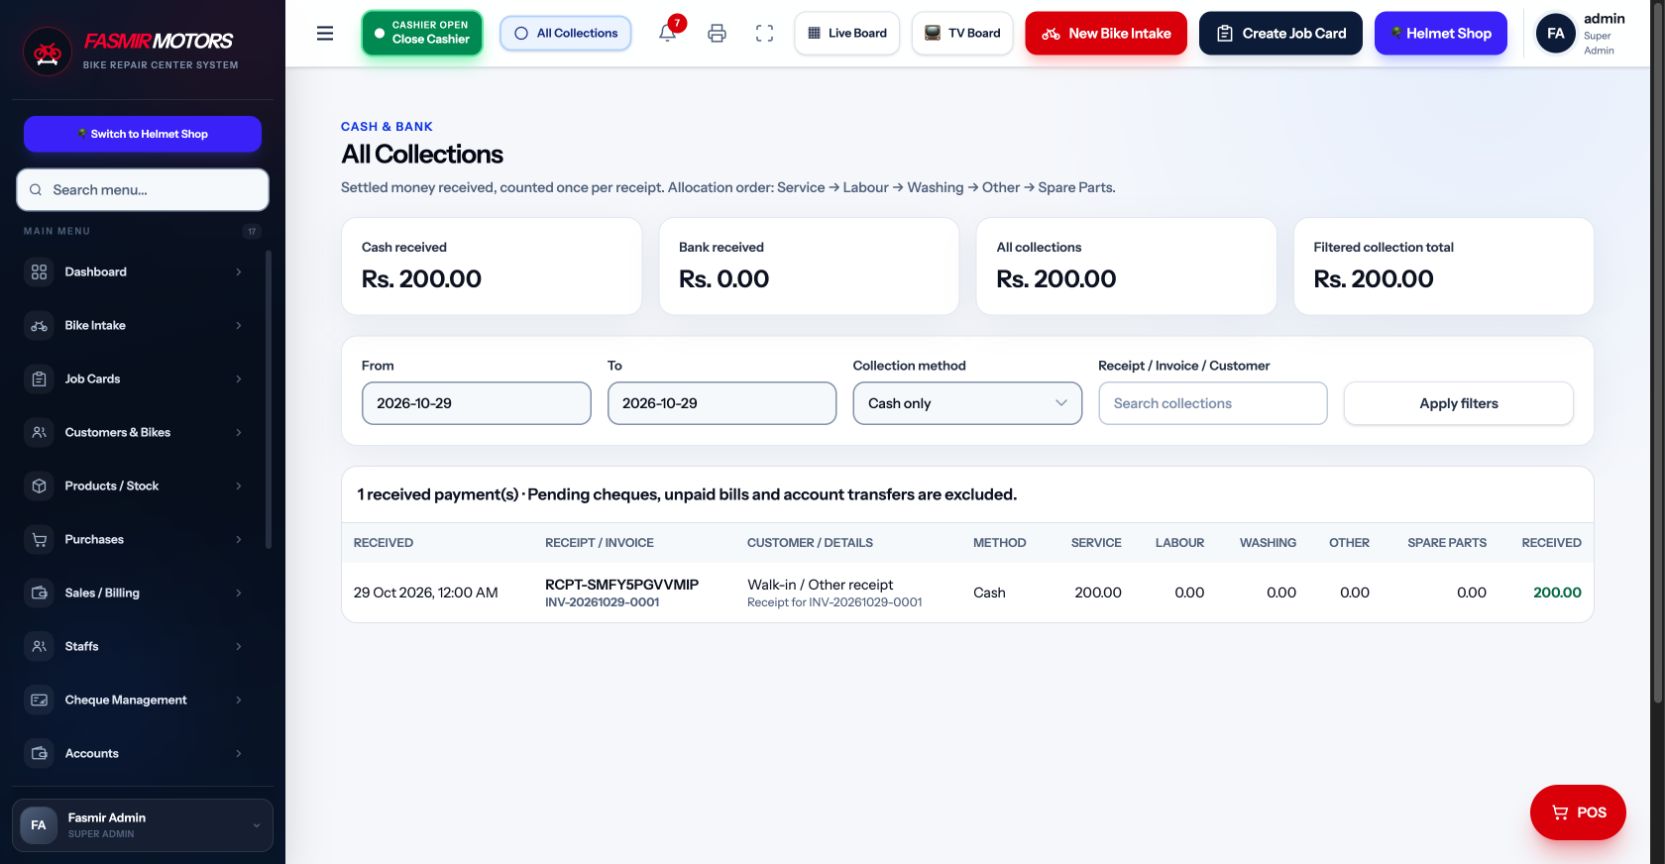 FASMIR MOTORS
BIKE REPAIR CENTER SYSTEM
Switch to Helmet Shop
Search menu...
MAIN MENU 17
Dashboard
Bike Intake
Job Cards
Customers & Bikes
Products / Stock
Purchases
Sales / Billing
Staffs
Cheque Management
Accounts
FA
Fasmir Admin
SUPER ADMIN
CASHIER OPEN
Close Cashier
All Collections
7
Live Board
TV Board
New Bike Intake
Create Job Card
Helmet Shop
FA
admin
Super
Admin
CASH & BANK
All Collections
Settled money received, counted once per receipt. Allocation order: Service → Labour → Washing → Other → Spare Parts.
Cash received
Rs. 200.00
Bank received
Rs. 0.00
All collections
Rs. 200.00
Filtered collection total
Rs. 200.00
From
2026-10-29
To
2026-10-29
Collection method
Cash only
Receipt / Invoice / Customer
Search collections
Apply filters
1 received payment(s) · Pending cheques, unpaid bills and account transfers are excluded.
RECEIVED RECEIPT / INVOICE CUSTOMER / DETAILS METHOD SERVICE LABOUR WASHING OTHER SPARE PARTS RECEIVED
29 Oct 2026, 12:00 AM RCPT-SMFY5PGVVMIP Walk-in / Other receipt Cash 200.00 0.00 0.00 0.00 0.00 200.00
INV-20261029-0001 Receipt for INV-20261029-0001
POS